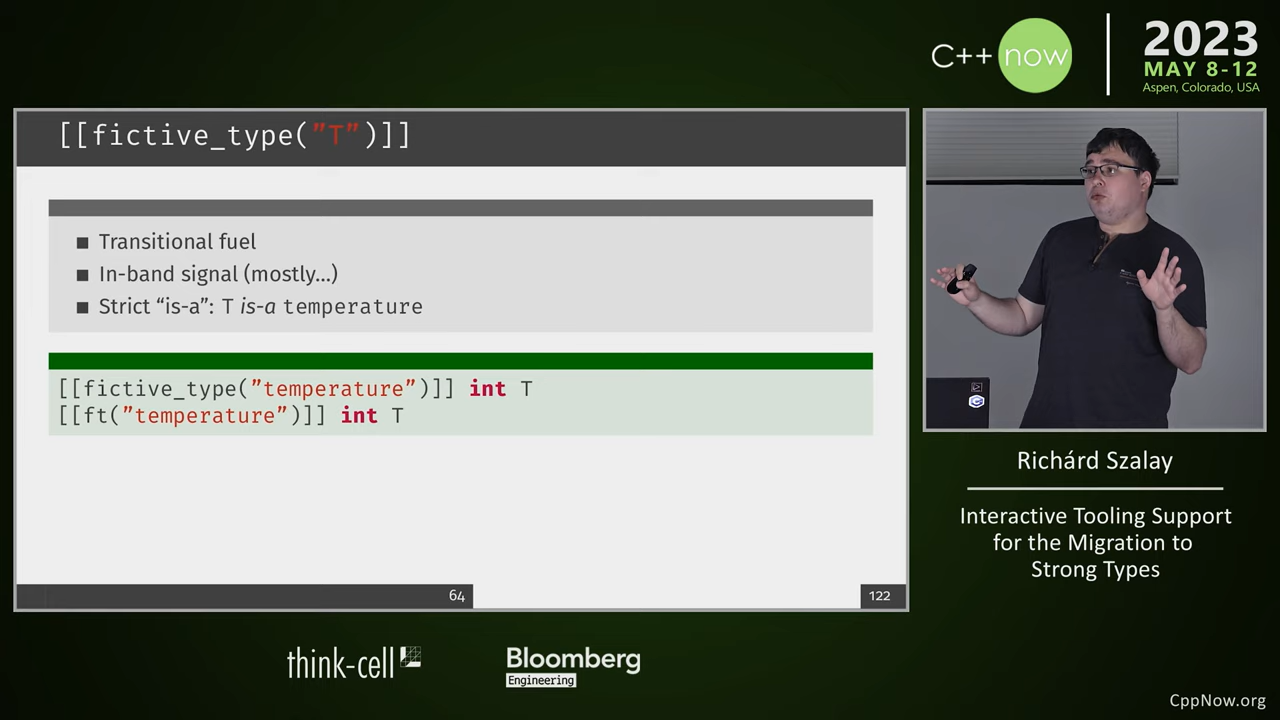 C++ now
2023
MAY 8-12
Aspen, Colorado, USA
[[fictive_type("T")]]
■ Transitional fuel
■ In-band signal (mostly…)
■ Strict “is-a”: T is-a temperature
[[fictive_type(”temperature”)]] int T
[[ft(”temperature”)]] int T
64
122
Richárd Szalay
Interactive Tooling Support
for the Migration to
Strong Types
think-cell
Bloomberg
Engineering
CppNow.org